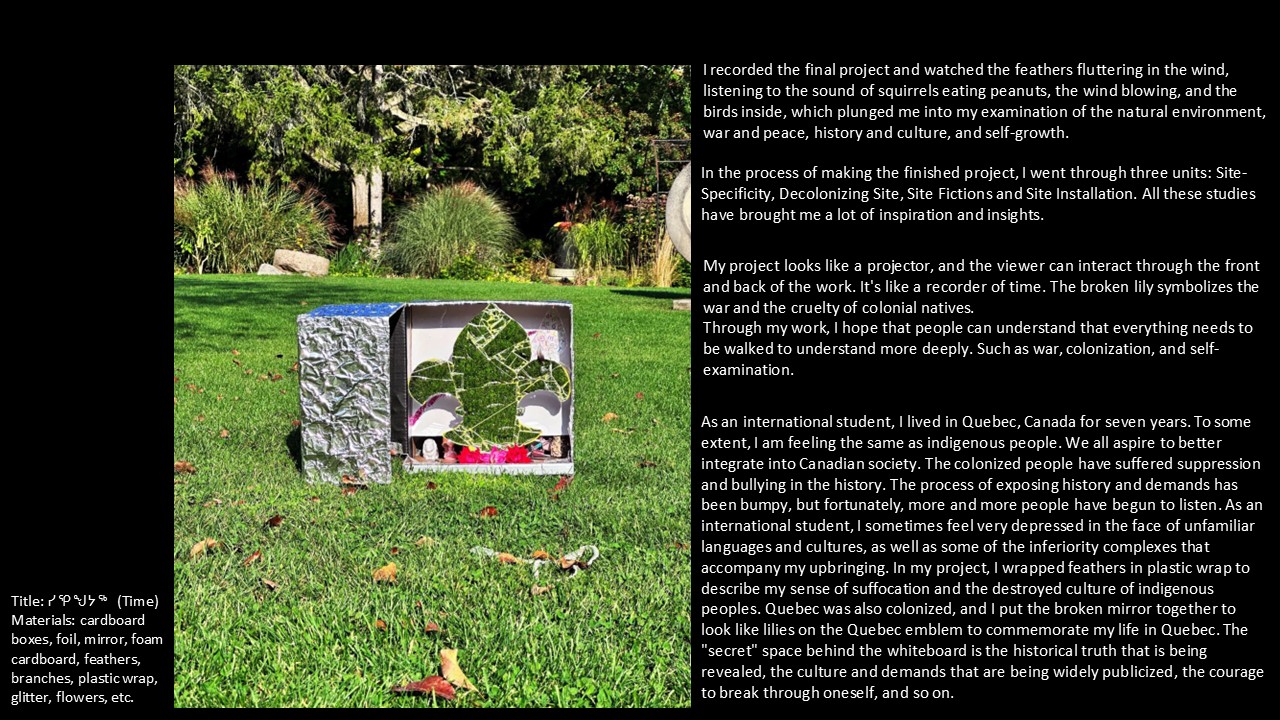 I recorded the final project and watched the feathers fluttering in the wind,
listening to the sound of squirrels eating peanuts, the wind blowing, and the
birds inside, which plunged me into my examination of the natural environment,
war and peace, history and culture, and self-growth.
In the process of making the finished project, I went through three units: Site-
Specificity, Decolonizing Site, Site Fictions and Site Installation. All these studies
have brought me a lot of inspiration and insights.
My project looks like a projector, and the viewer can interact through the front
and back of the work. It's like a recorder of time. The broken lily symbolizes the
war and the cruelty of colonial natives.
Through my work, I hope that people can understand that everything needs to
be walked to understand more deeply. Such as war, colonization, and self-
examination.
As an international student, I lived in Quebec, Canada for seven years. To some
extent, I am feeling the same as indigenous people. We all aspire to better
integrate into Canadian society. The colonized people have suffered suppression
and bullying in the history. The process of exposing history and demands has
been bumpy, but fortunately, more and more people have begun to listen. As an
international student, I sometimes feel very depressed in the face of unfamiliar
languages and cultures, as well as some of the inferiority complexes that
accompany my upbringing. In my project, I wrapped feathers in plastic wrap to
describe my sense of suffocation and the destroyed culture of indigenous
peoples. Quebec was also colonized, and I put the broken mirror together to
look like lilies on the Quebec emblem to commemorate my life in Quebec. The
"secret" space behind the whiteboard is the historical truth that is being
revealed, the culture and demands that are being widely publicized, the courage
to break through oneself, and so on.
Title: (Time)
Materials: cardboard
boxes, foil, mirror, foam
cardboard, feathers,
branches, plastic wrap,
glitter, flowers, etc.